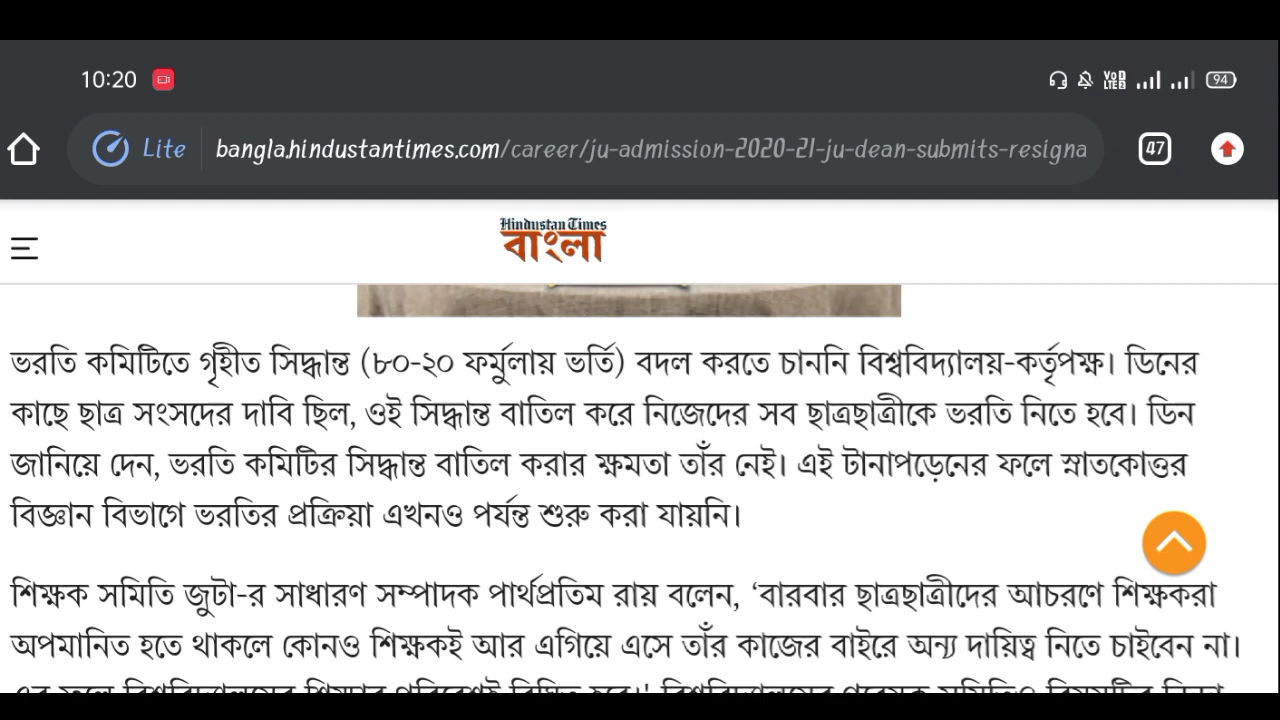 10:20
VoD LTE2 94
Lite bangla.hindustantimes.com/career/ju-admission-2020-21-ju-dean-submits-resigna 47
Hindustan Times
বাংলা
ভরতি কমিটিতে গৃহীত সিদ্ধান্ত (৮০-২০ ফর্মুলায় ভর্তি) বদল করতে চাননি বিশ্ববিদ্যালয়-কর্তৃপক্ষ। ডিনের
কাছে ছাত্র সংসদের দাবি ছিল, ওই সিদ্ধান্ত বাতিল করে নিজেদের সব ছাত্রছাত্রীকে ভরতি নিতে হবে। ডিন
জানিয়ে দেন, ভরতি কমিটির সিদ্ধান্ত বাতিল করার ক্ষমতা তাঁর নেই। এই টানাপড়েনের ফলে স্নাতকোত্তর
বিজ্ঞান বিভাগে ভরতির প্রক্রিয়া এখনও পর্যন্ত শুরু করা যায়নি।
শিক্ষক সমিতি জুটা-র সাধারণ সম্পাদক পার্থপ্রতিম রায় বলেন, ‘বারবার ছাত্রছাত্রীদের আচরণে শিক্ষকরা
অপমানিত হতে থাকলে কোনও শিক্ষকই আর এগিয়ে এসে তাঁর কাজের বাইরে অন্য দায়িত্ব নিতে চাইবেন না।